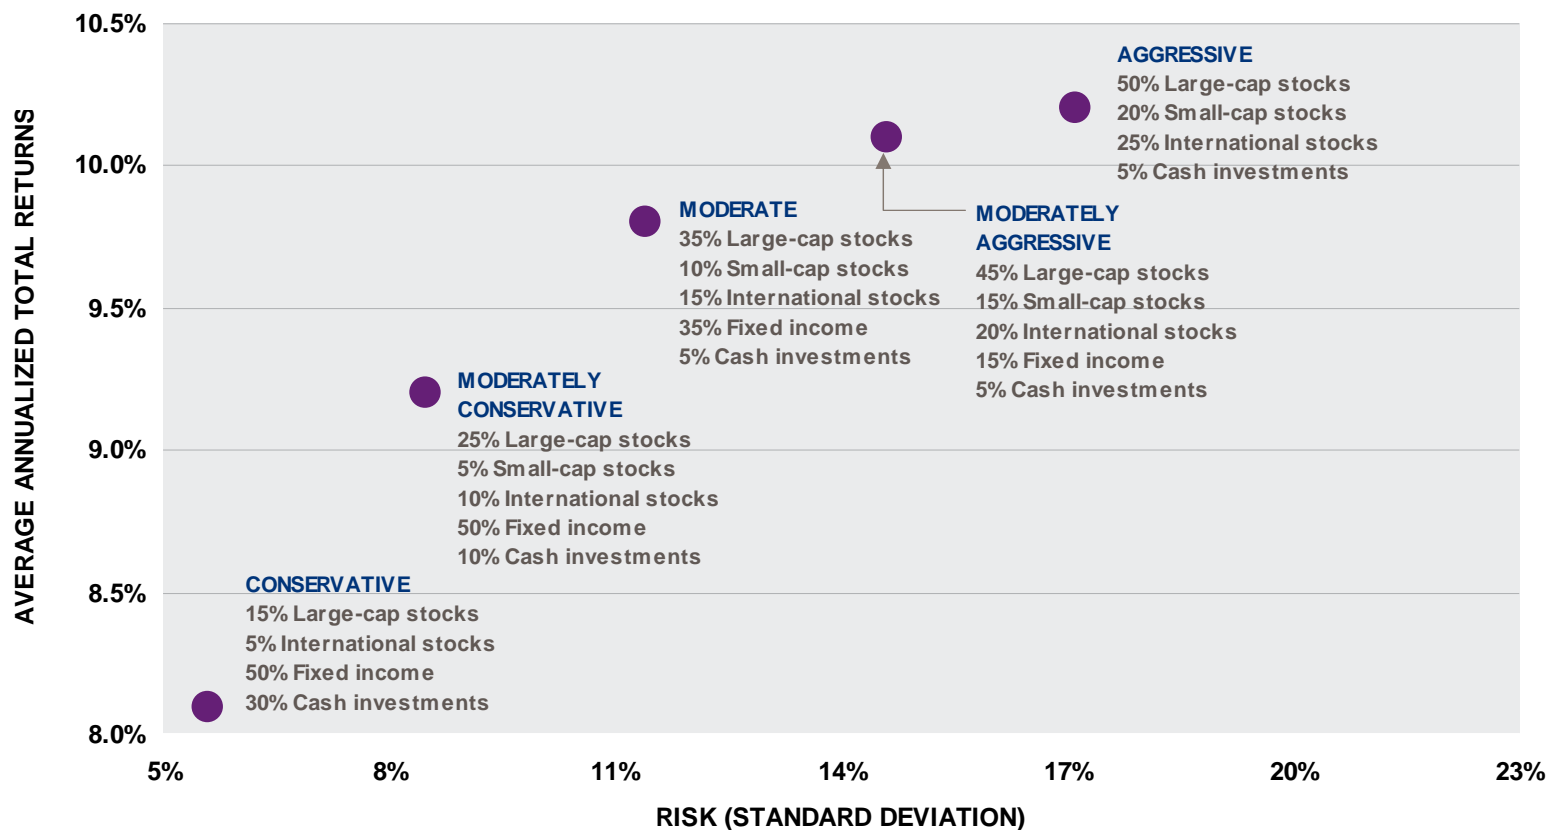 AVERAGE ANNUALIZED TOTAL RETURNS
10.5%
10.0%
9.5%
9.0%
8.5%
8.0%
AGGRESSIVE
50% Large-cap stocks
20% Small-cap stocks
25% International stocks
5% Cash investments
MODERATELY
AGGRESSIVE
45% Large-cap stocks
15% Small-cap stocks
20% International stocks
15% Fixed income
5% Cash investments
MODERATE
35% Large-cap stocks
10% Small-cap stocks
15% International stocks
35% Fixed income
5% Cash investments
MODERATELY
CONSERVATIVE
25% Large-cap stocks
5% Small-cap stocks
10% International stocks
50% Fixed income
10% Cash investments
CONSERVATIVE
15% Large-cap stocks
5% International stocks
50% Fixed income
30% Cash investments
5%
8%
11%
14%
17%
20%
23%
RISK (STANDARD DEVIATION)